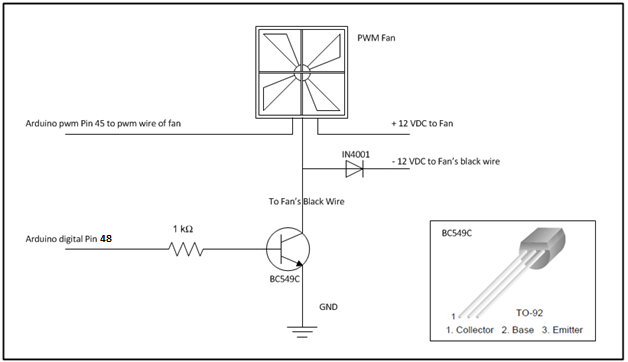 PWM Fan
Arduino pwm Pin 45 to pwm wire of fan
+ 12 VDC to Fan
IN4001
- 12 VDC to Fan's black wire
To Fan's Black Wire
1 kΩ
Arduino digital Pin 48
BC549C
GND
BC549C
1
TO-92
1. Collector 2. Base 3. Emitter